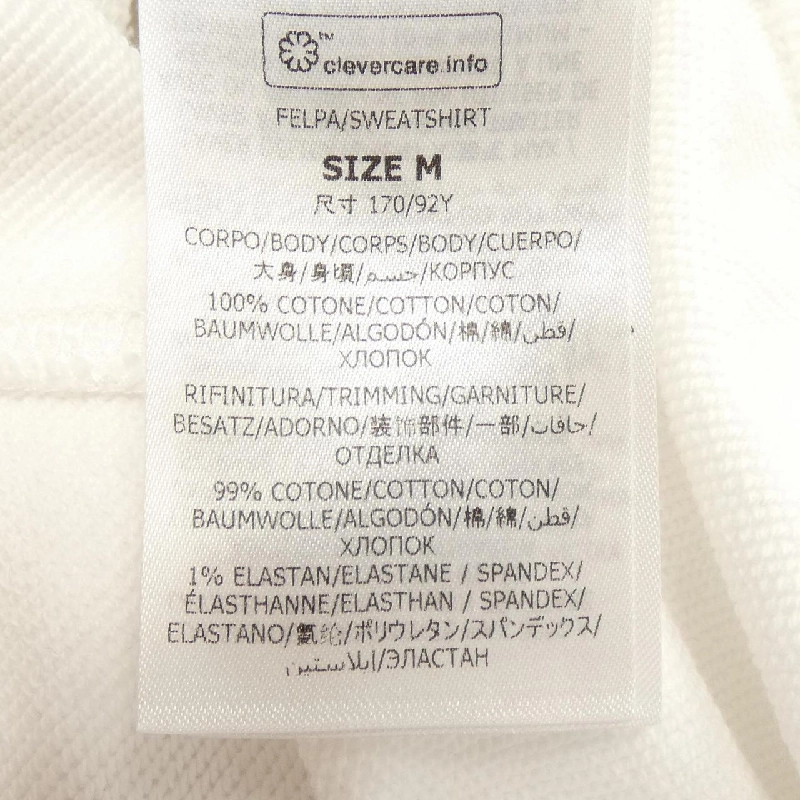 ™
clevercare.info
FELPA/SWEATSHIRT
SIZE M
尺寸 170/92Y
CORPO/BODY/CORPS/BODY/CUERPO/
大身/身頃/جسم/КОРПУС
100% COTONE/COTTON/COTON/
BAUMWOLLE/ALGODÓN/棉/綿/قطن/
ХЛОПОК
RIFINITURA/TRIMMING/GARNITURE/
BESATZ/ADORNO/装饰部件/一部/حافات/
ОТДЕЛКА
99% COTONE/COTTON/COTON/
BAUMWOLLE/ALGODÓN/棉/綿/قطن/
ХЛОПОК
1% ELASTAN/ELASTANE / SPANDEX/
ÉLASTHANNE/ELASTHAN / SPANDEX/
ELASTANO/氨纶/ポリウレタン/スパンデックス/
إيلاستين/ЭЛАСТАН